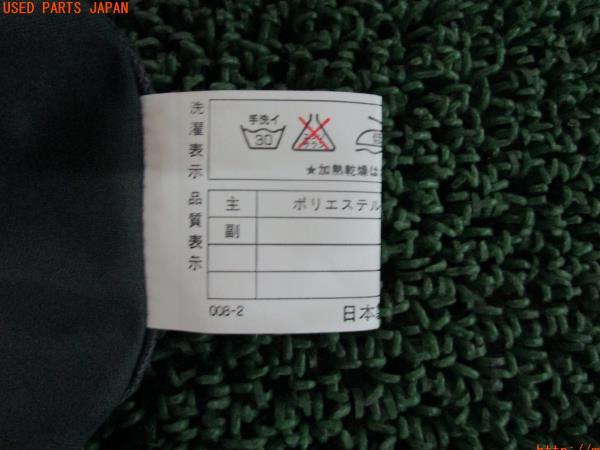 USED PARTS JAPAN
洗濯表示
手洗イ
30
★加熱乾燥は
品質表示
主 ポリエステル
副
008-2 日本